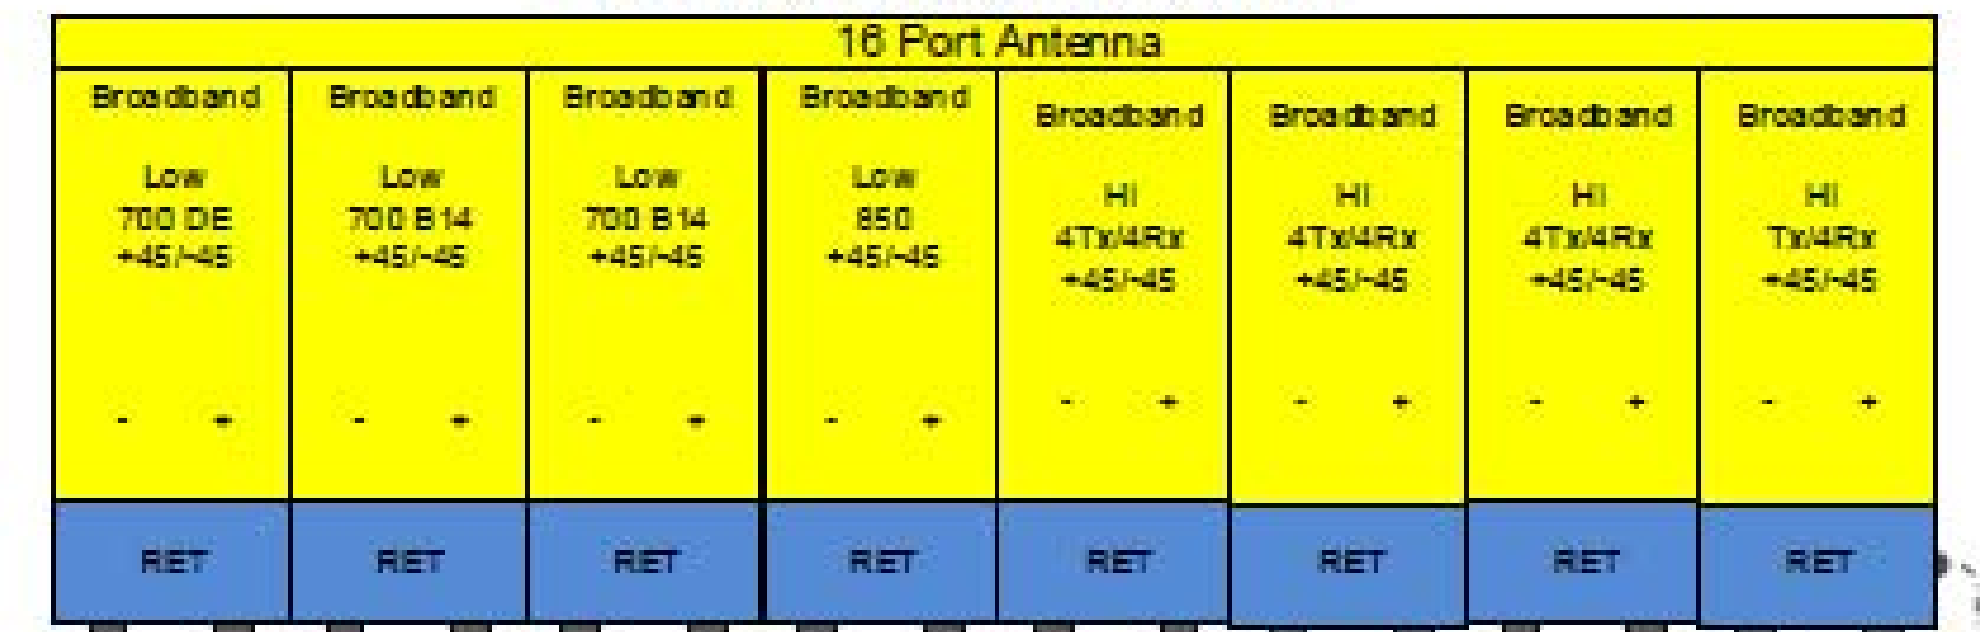 16 Port Antenna
Broadband
Low
700 DE
+45/-45
- +
RET
Broadband
Low
700 B14
+45/-45
- +
RET
Broadband
Low
700 B14
+45/-45
- +
RET
Broadband
Low
850
+45/-45
- +
RET
Broadband
HI
4Tx/4Rx
+45/-45
- +
RET
Broadband
HI
4Tx/4Rx
+45/-45
- +
RET
Broadband
HI
4Tx/4Rx
+45/-45
- +
RET
Broadband
HI
Tx/4Rx
+45/-45
- +
RET